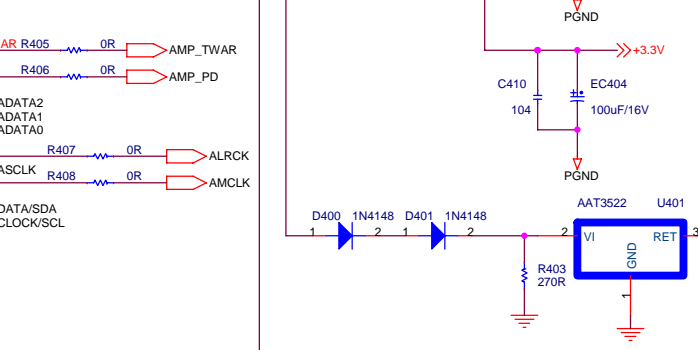 PGND
AR R405 0R AMP_TWAR
+3.3V
R406 0R AMP_PD
C410 EC404
104 100uF/16V
ADATA2
ADATA1
ADATA0
R407 0R ALRCK
ASCLK
R408 0R AMCLK
PGND
DATA/SDA
CLOCK/SCL
AAT3522 U401
D400 1N4148 D401 1N4148
1 2 1 2 2 VI RET 3
GND
R403
270R
1